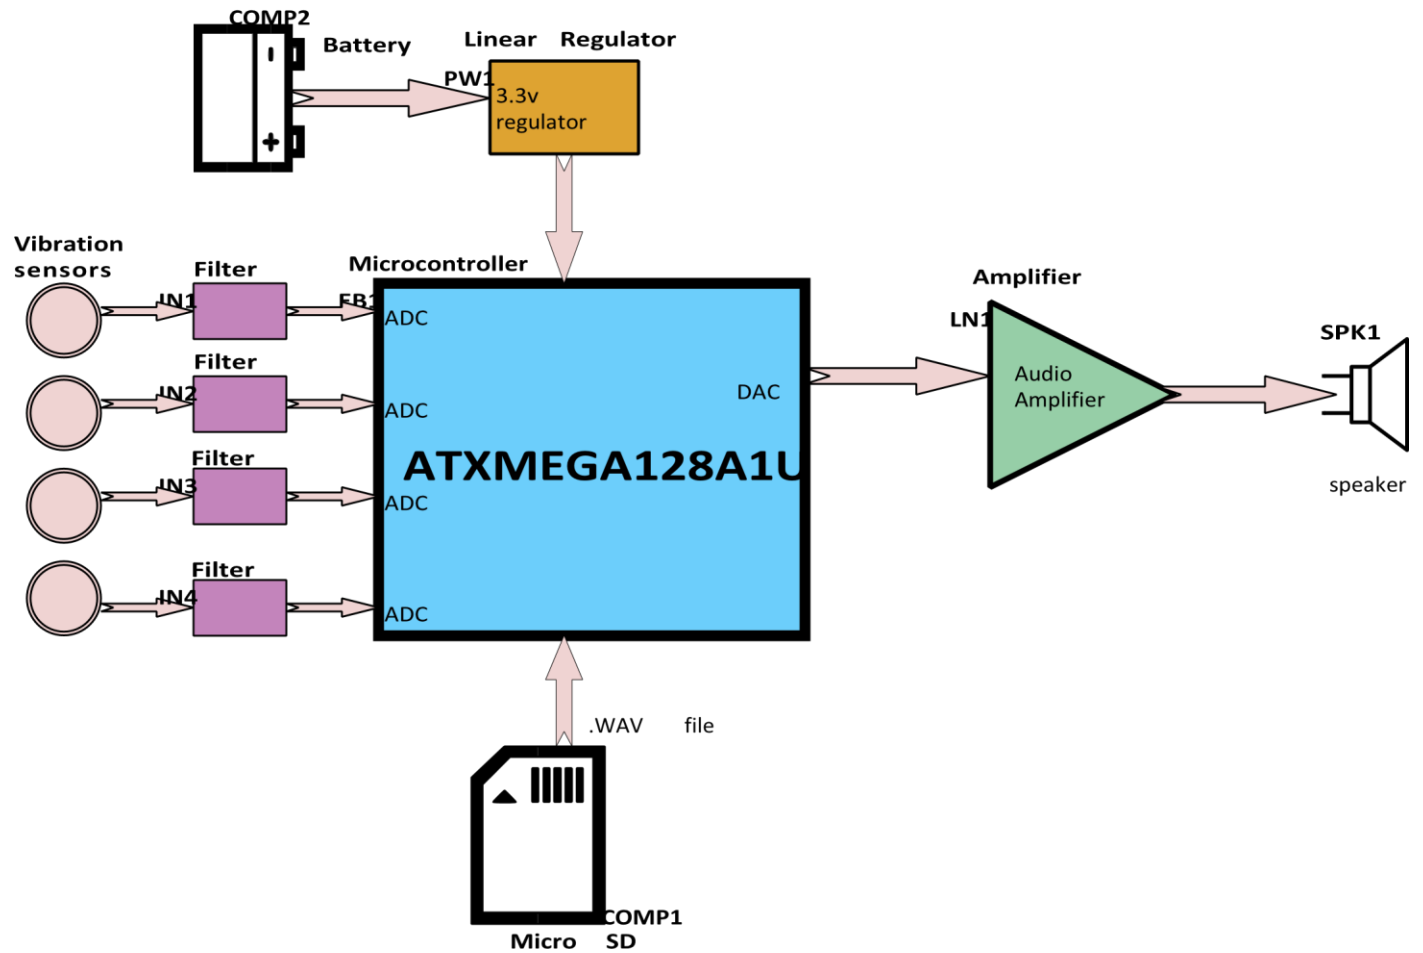 COMP2
Battery
Linear Regulator
PW1
3.3v
regulator
Vibration
sensors
Filter
IN1
Microcontroller
FB1
ADC
Filter
IN2
ADC
Filter
IN3
ADC
Filter
IN4
ADC
ATXMEGA128A1U
DAC
Amplifier
LN1
Audio
Amplifier
SPK1
speaker
.WAV file
COMP1
Micro SD